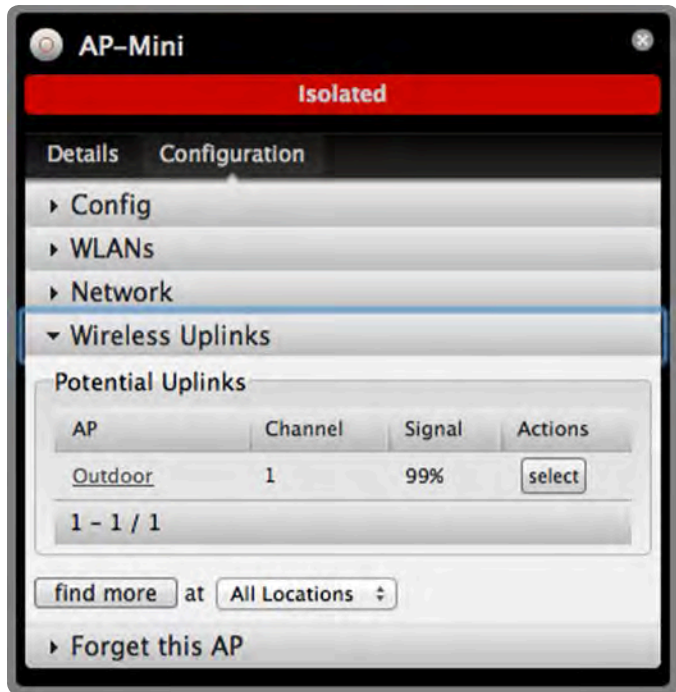 AP-Mini
Isolated
Details Configuration
Config
WLANs
Network
Wireless Uplinks
Potential Uplinks
AP Channel Signal Actions
Outdoor 1 99% select
1 - 1 / 1
find more at All Locations
Forget this AP